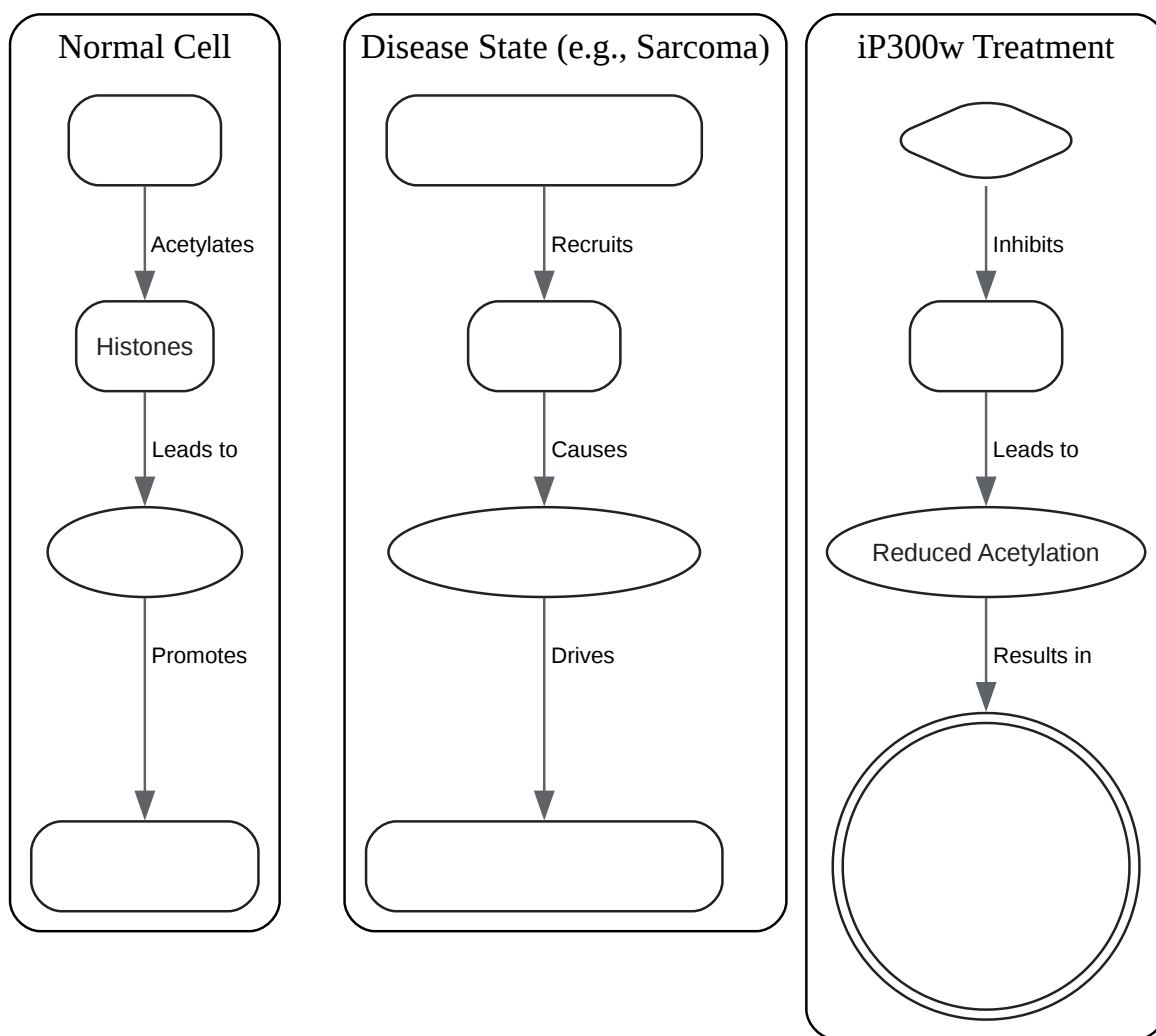 Normal Cell
Acetylates
Histones
Leads to
Promotes
Disease State (e.g., Sarcoma)
Recruits
Causes
Drives
iP300w Treatment
Inhibits
Leads to
Reduced Acetylation
Results in